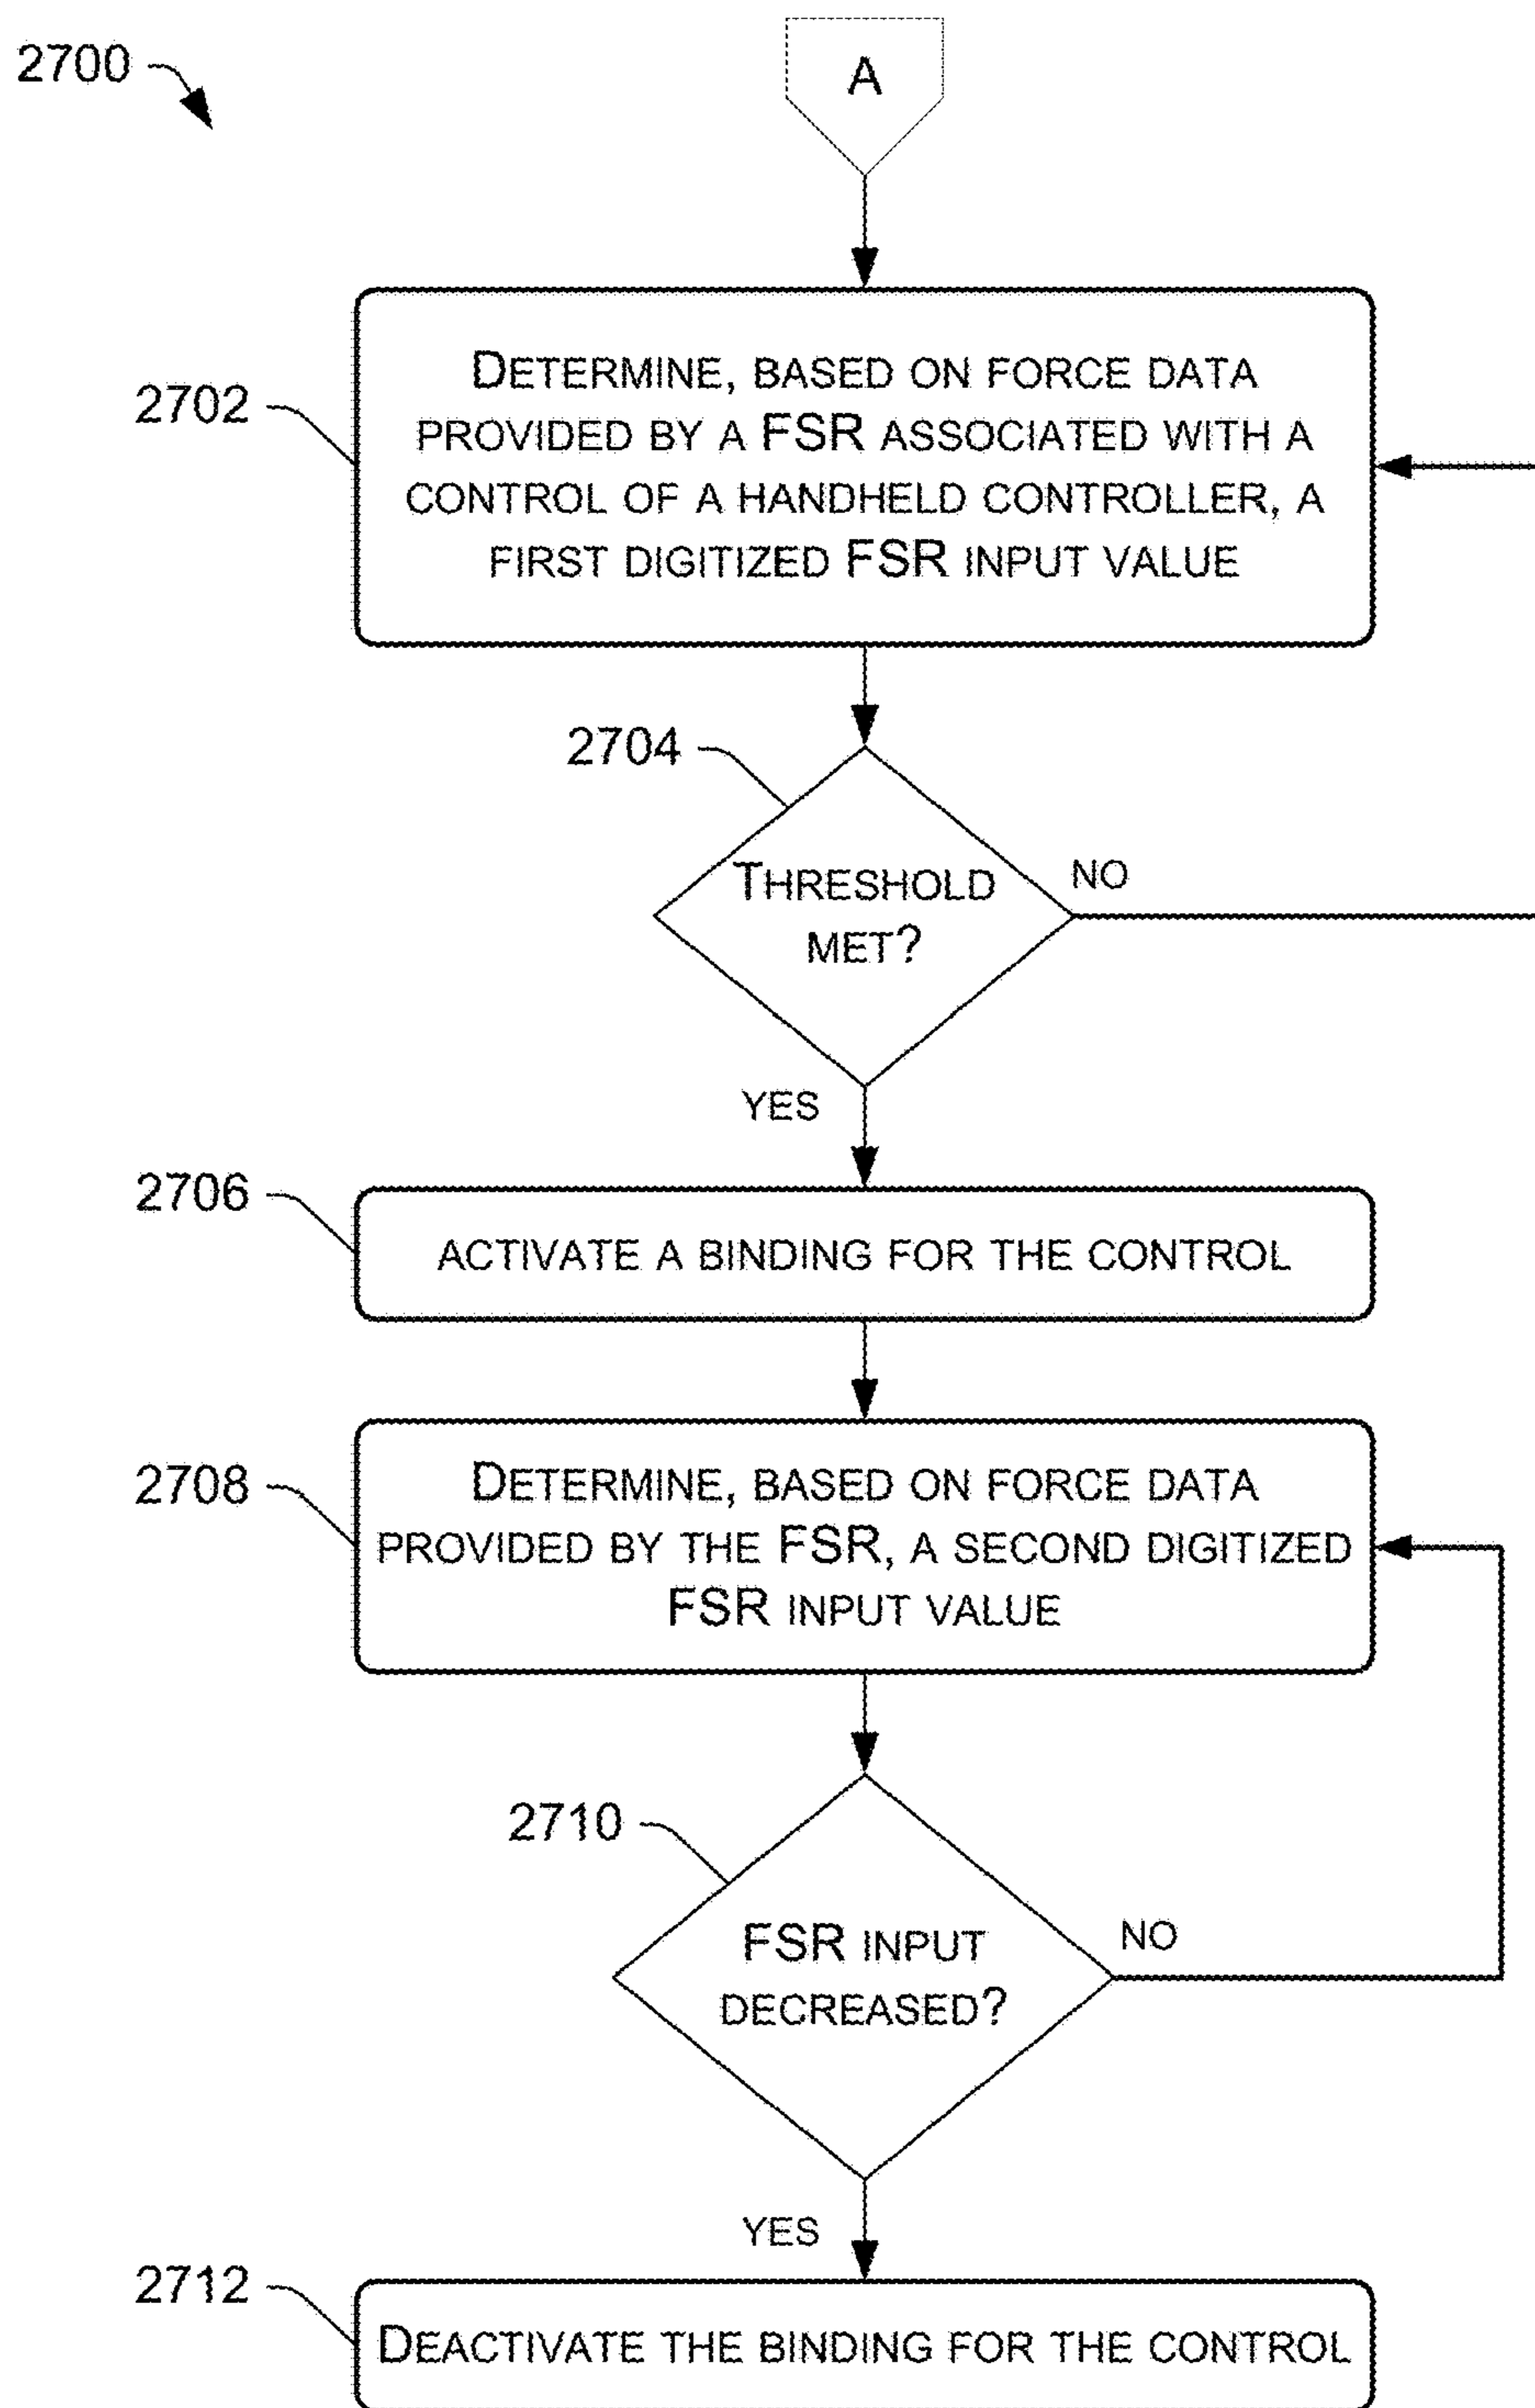 2700
A
2702
DETERMINE, BASED ON FORCE DATA
PROVIDED BY A FSR ASSOCIATED WITH A
CONTROL OF A HANDHELD CONTROLLER, A
FIRST DIGITIZED FSR INPUT VALUE
2704
THRESHOLD
MET?
NO
YES
2706
ACTIVATE A BINDING FOR THE CONTROL
2708
DETERMINE, BASED ON FORCE DATA
PROVIDED BY THE FSR, A SECOND DIGITIZED
FSR INPUT VALUE
2710
FSR INPUT
DECREASED?
NO
YES
2712
DEACTIVATE THE BINDING FOR THE CONTROL